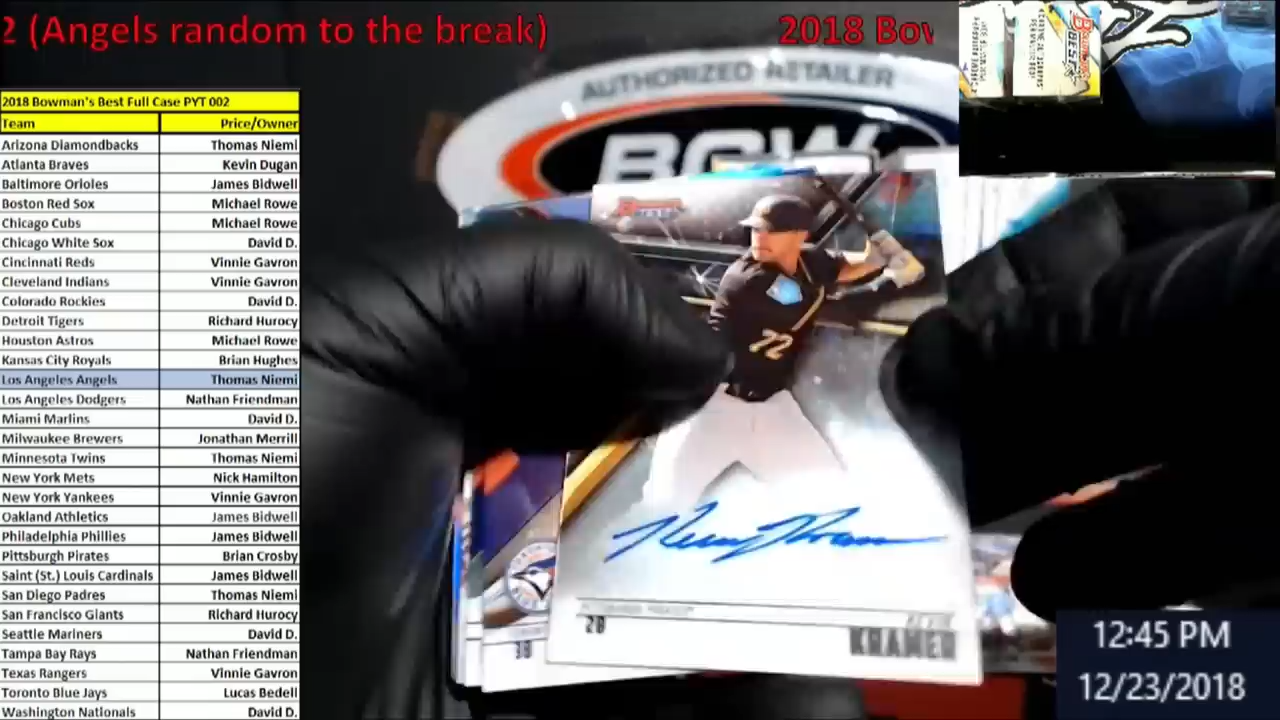 2 (Angels random to the break)
2018 Bow
2018 Bowman's Best Full Case PYT 002
Team Price/Owner
Arizona Diamondbacks Thomas Niemi
Atlanta Braves Kevin Dugan
Baltimore Orioles James Bidwell
Boston Red Sox Michael Rowe
Chicago Cubs Michael Rowe
Chicago White Sox David D.
Cincinnati Reds Vinnie Gavron
Cleveland Indians Vinnie Gavron
Colorado Rockies David D.
Detroit Tigers Richard Hurocy
Houston Astros Michael Rowe
Kansas City Royals Brian Hughes
Los Angeles Angels Thomas Niemi
Los Angeles Dodgers Nathan Friendman
Miami Marlins David D.
Milwaukee Brewers Jonathan Merrill
Minnesota Twins Thomas Niemi
New York Mets Nick Hamilton
New York Yankees Vinnie Gavron
Oakland Athletics James Bidwell
Philadelphia Phillies James Bidwell
Pittsburgh Pirates Brian Crosby
Saint (St.) Louis Cardinals James Bidwell
San Diego Padres Thomas Niemi
San Francisco Giants Richard Hurocy
Seattle Mariners David D.
Tampa Bay Rays Nathan Friendman
Texas Rangers Vinnie Gavron
Toronto Blue Jays Lucas Bedell
Washington Nationals David D.
AUTHORIZED RETAILER
BCW
BEST
72
KRAMER
12:45 PM
12/23/2018